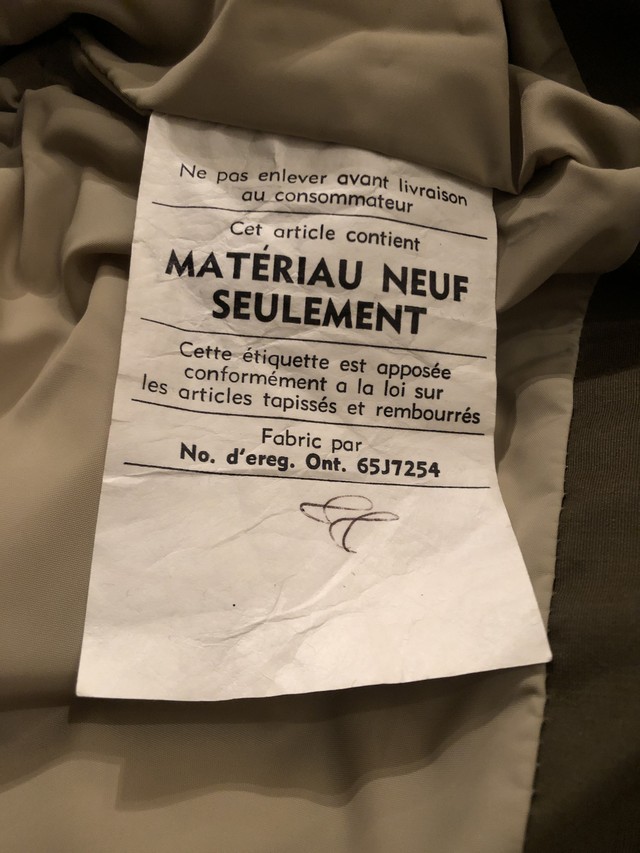 Ne pas enlever avant livraison
au consommateur
Cet article contient
MATÉRIAU NEUF
SEULEMENT
Cette étiquette est apposée
conformément a la loi sur
les articles tapissés et rembourrés
Fabric par
No. d'ereg. Ont. 65J7254